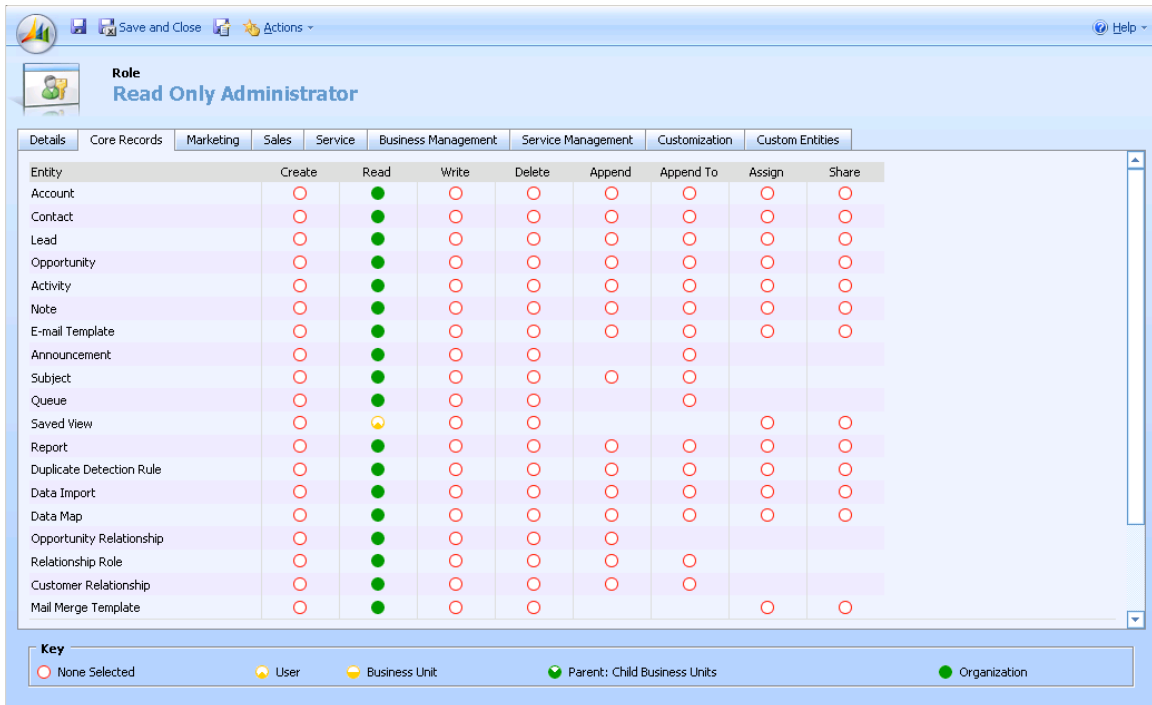 Save and Close Actions Help
Role
Read Only Administrator
Details Core Records Marketing Sales Service Business Management Service Management Customization Custom Entities
Entity Create Read Write Delete Append Append To Assign Share
Account
Contact
Lead
Opportunity
Activity
Note
E-mail Template
Announcement
Subject
Queue
Saved View
Report
Duplicate Detection Rule
Data Import
Data Map
Opportunity Relationship
Relationship Role
Customer Relationship
Mail Merge Template
Key
None Selected User Business Unit Parent: Child Business Units Organization